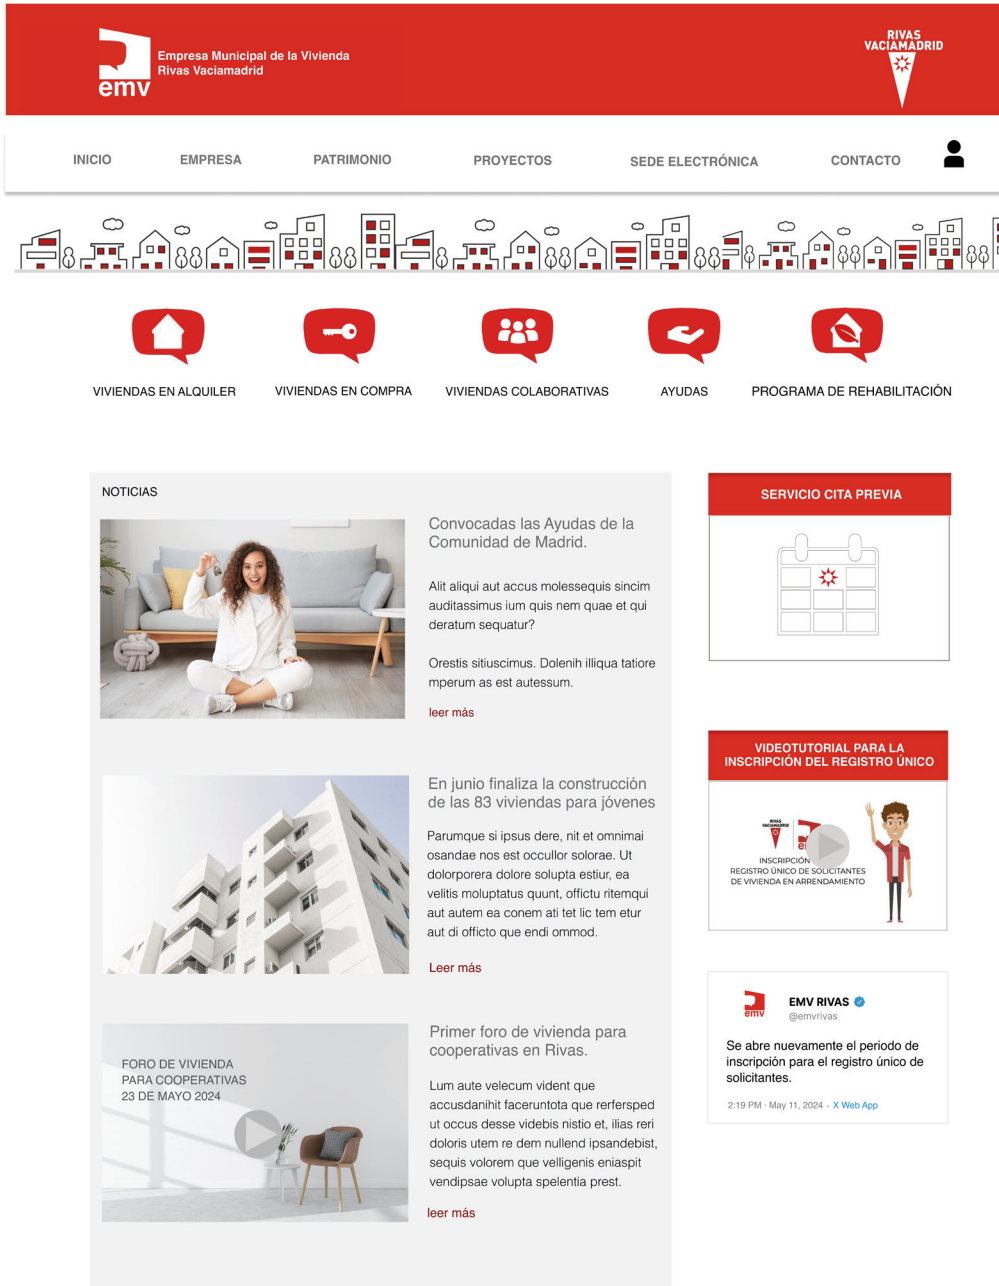 emv
Empresa Municipal de la Vivienda
Rivas Vaciamadrid
RIVAS
VACIAMADRID
INICIO
EMPRESA
PATRIMONIO
PROYECTOS
SEDE ELECTRÓNICA
CONTACTO
VIVIENDAS EN ALQUILER
VIVIENDAS EN COMPRA
VIVIENDAS COLABORATIVAS
AYUDAS
PROGRAMA DE REHABILITACIÓN
NOTICIAS
Convocadas las Ayudas de la
Comunidad de Madrid.
Alit aliqui aut accus molessequis sincim
auditassimus ium quis nem quae et qui
deratum sequatur?
Orestis sitiuscimus. Dolenih illiqua tatiore
mperum as est autessum.
leer más
En junio finaliza la construcción
de las 83 viviendas para jóvenes
Parumque si ipsus dere, nit et omnimai
osandae nos est occullor solorae. Ut
dolorporera dolore solupta estiur, ea
velitis moluptatus quunt, offictu ritemqui
aut autem ea conem ati tet lic tem etur
aut di officto que endi ommod.
Leer más
FORO DE VIVIENDA
PARA COOPERATIVAS
23 DE MAYO 2024
Primer foro de vivienda para
cooperativas en Rivas.
Lum aute velecum vident que
accusdanihit faceruntota que rerfersped
ut occus desse videbis nistio et, ilias reri
doloris utem re dem nullend ipsandebist,
sequis volorem que velligenis eniaspit
vendipsae volupta spelentia prest.
leer más
SERVICIO CITA PREVIA
VIDEOTUTORIAL PARA LA
INSCRIPCIÓN DEL REGISTRO ÚNICO
RIVAS
VACIAMADRID
INSCRIPCIÓN
REGISTRO ÚNICO DE SOLICITANTES
DE VIVIENDA EN ARRENDAMIENTO
emv
EMV RIVAS
@emvrivas
Se abre nuevamente el periodo de
inscripción para el registro único de
solicitantes.
2:19 PM · May 11, 2024 · X Web App